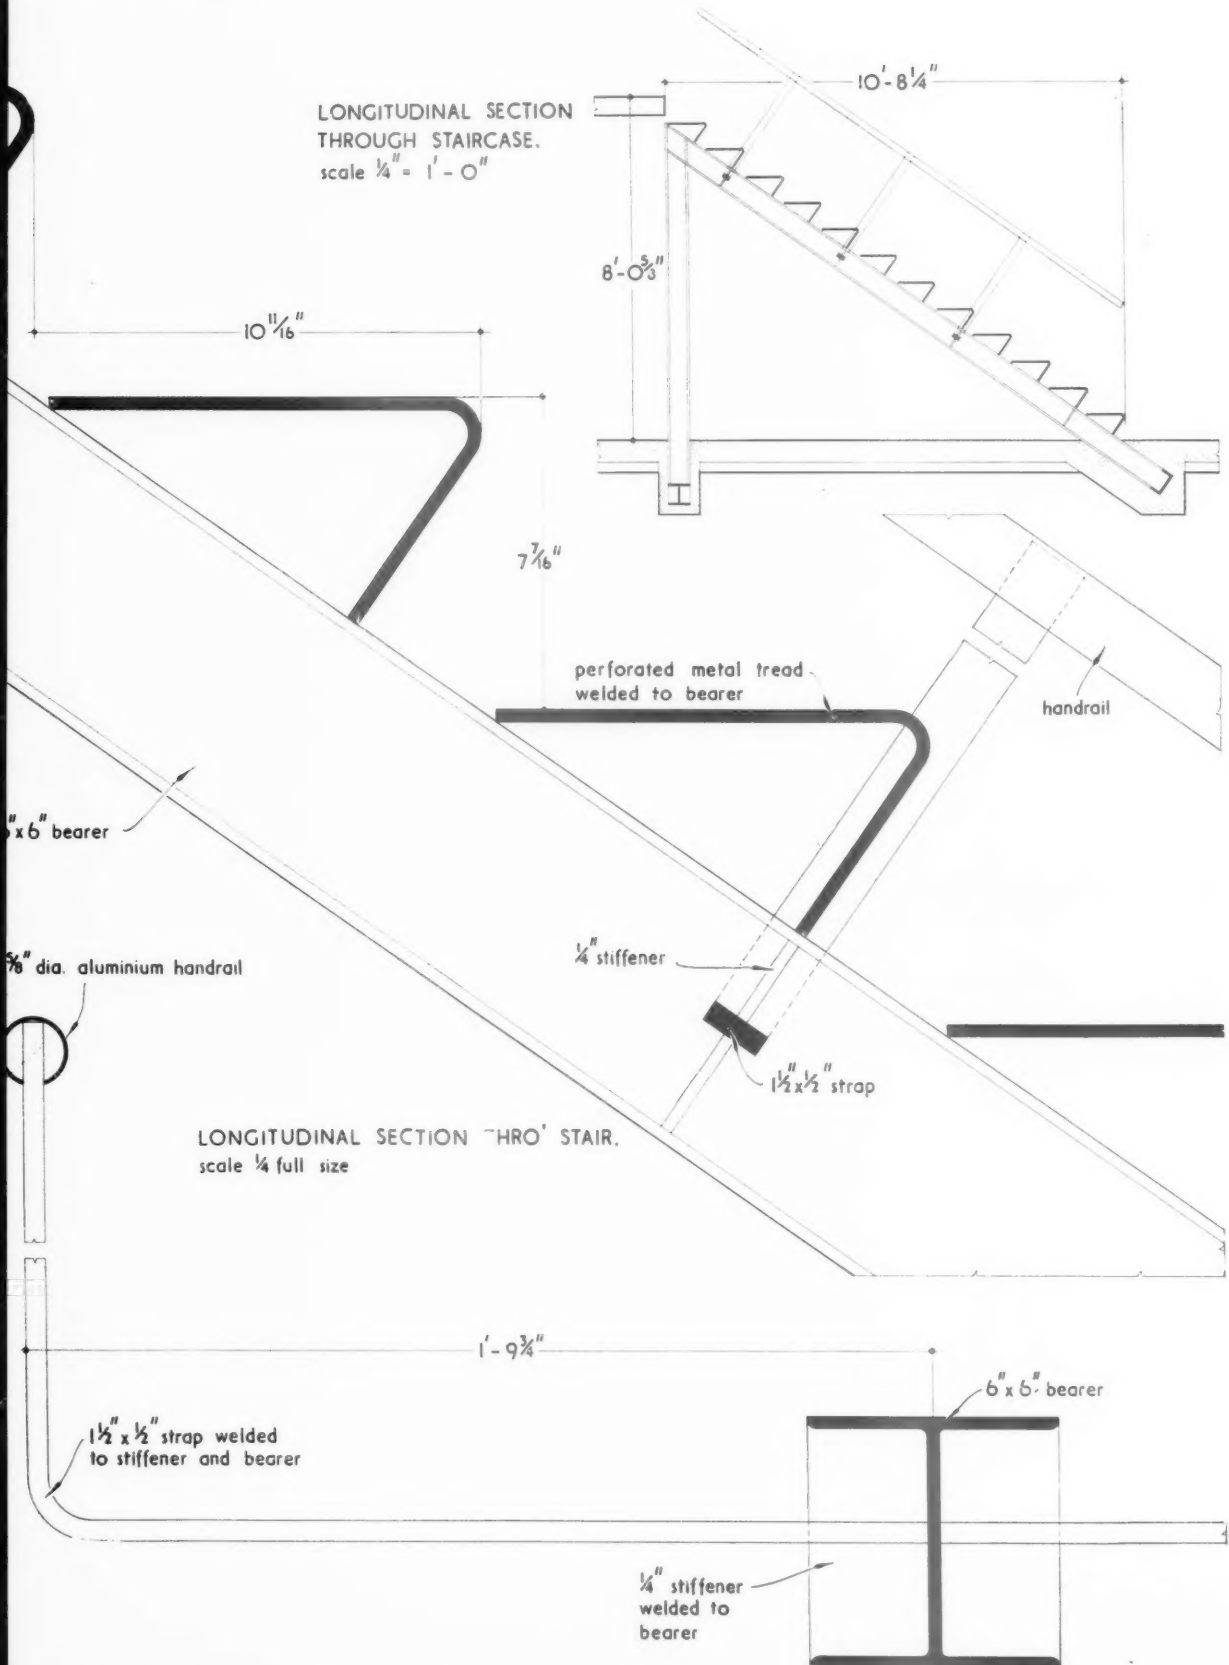 10'-8¼"
LONGITUDINAL SECTION
THROUGH STAIRCASE.
scale ¼" = 1'-0"
8'-0⅝"
10 11/16"
7 7/16"
perforated metal tread
welded to bearer
handrail
"x 6" bearer
⅝" dia. aluminium handrail
¼" stiffener
1½" x ½" strap
LONGITUDINAL SECTION THRO' STAIR.
scale ¼ full size
1'-9¾"
6" x 6" bearer
1½" x ½" strap welded
to stiffener and bearer
¼" stiffener
welded to
bearer